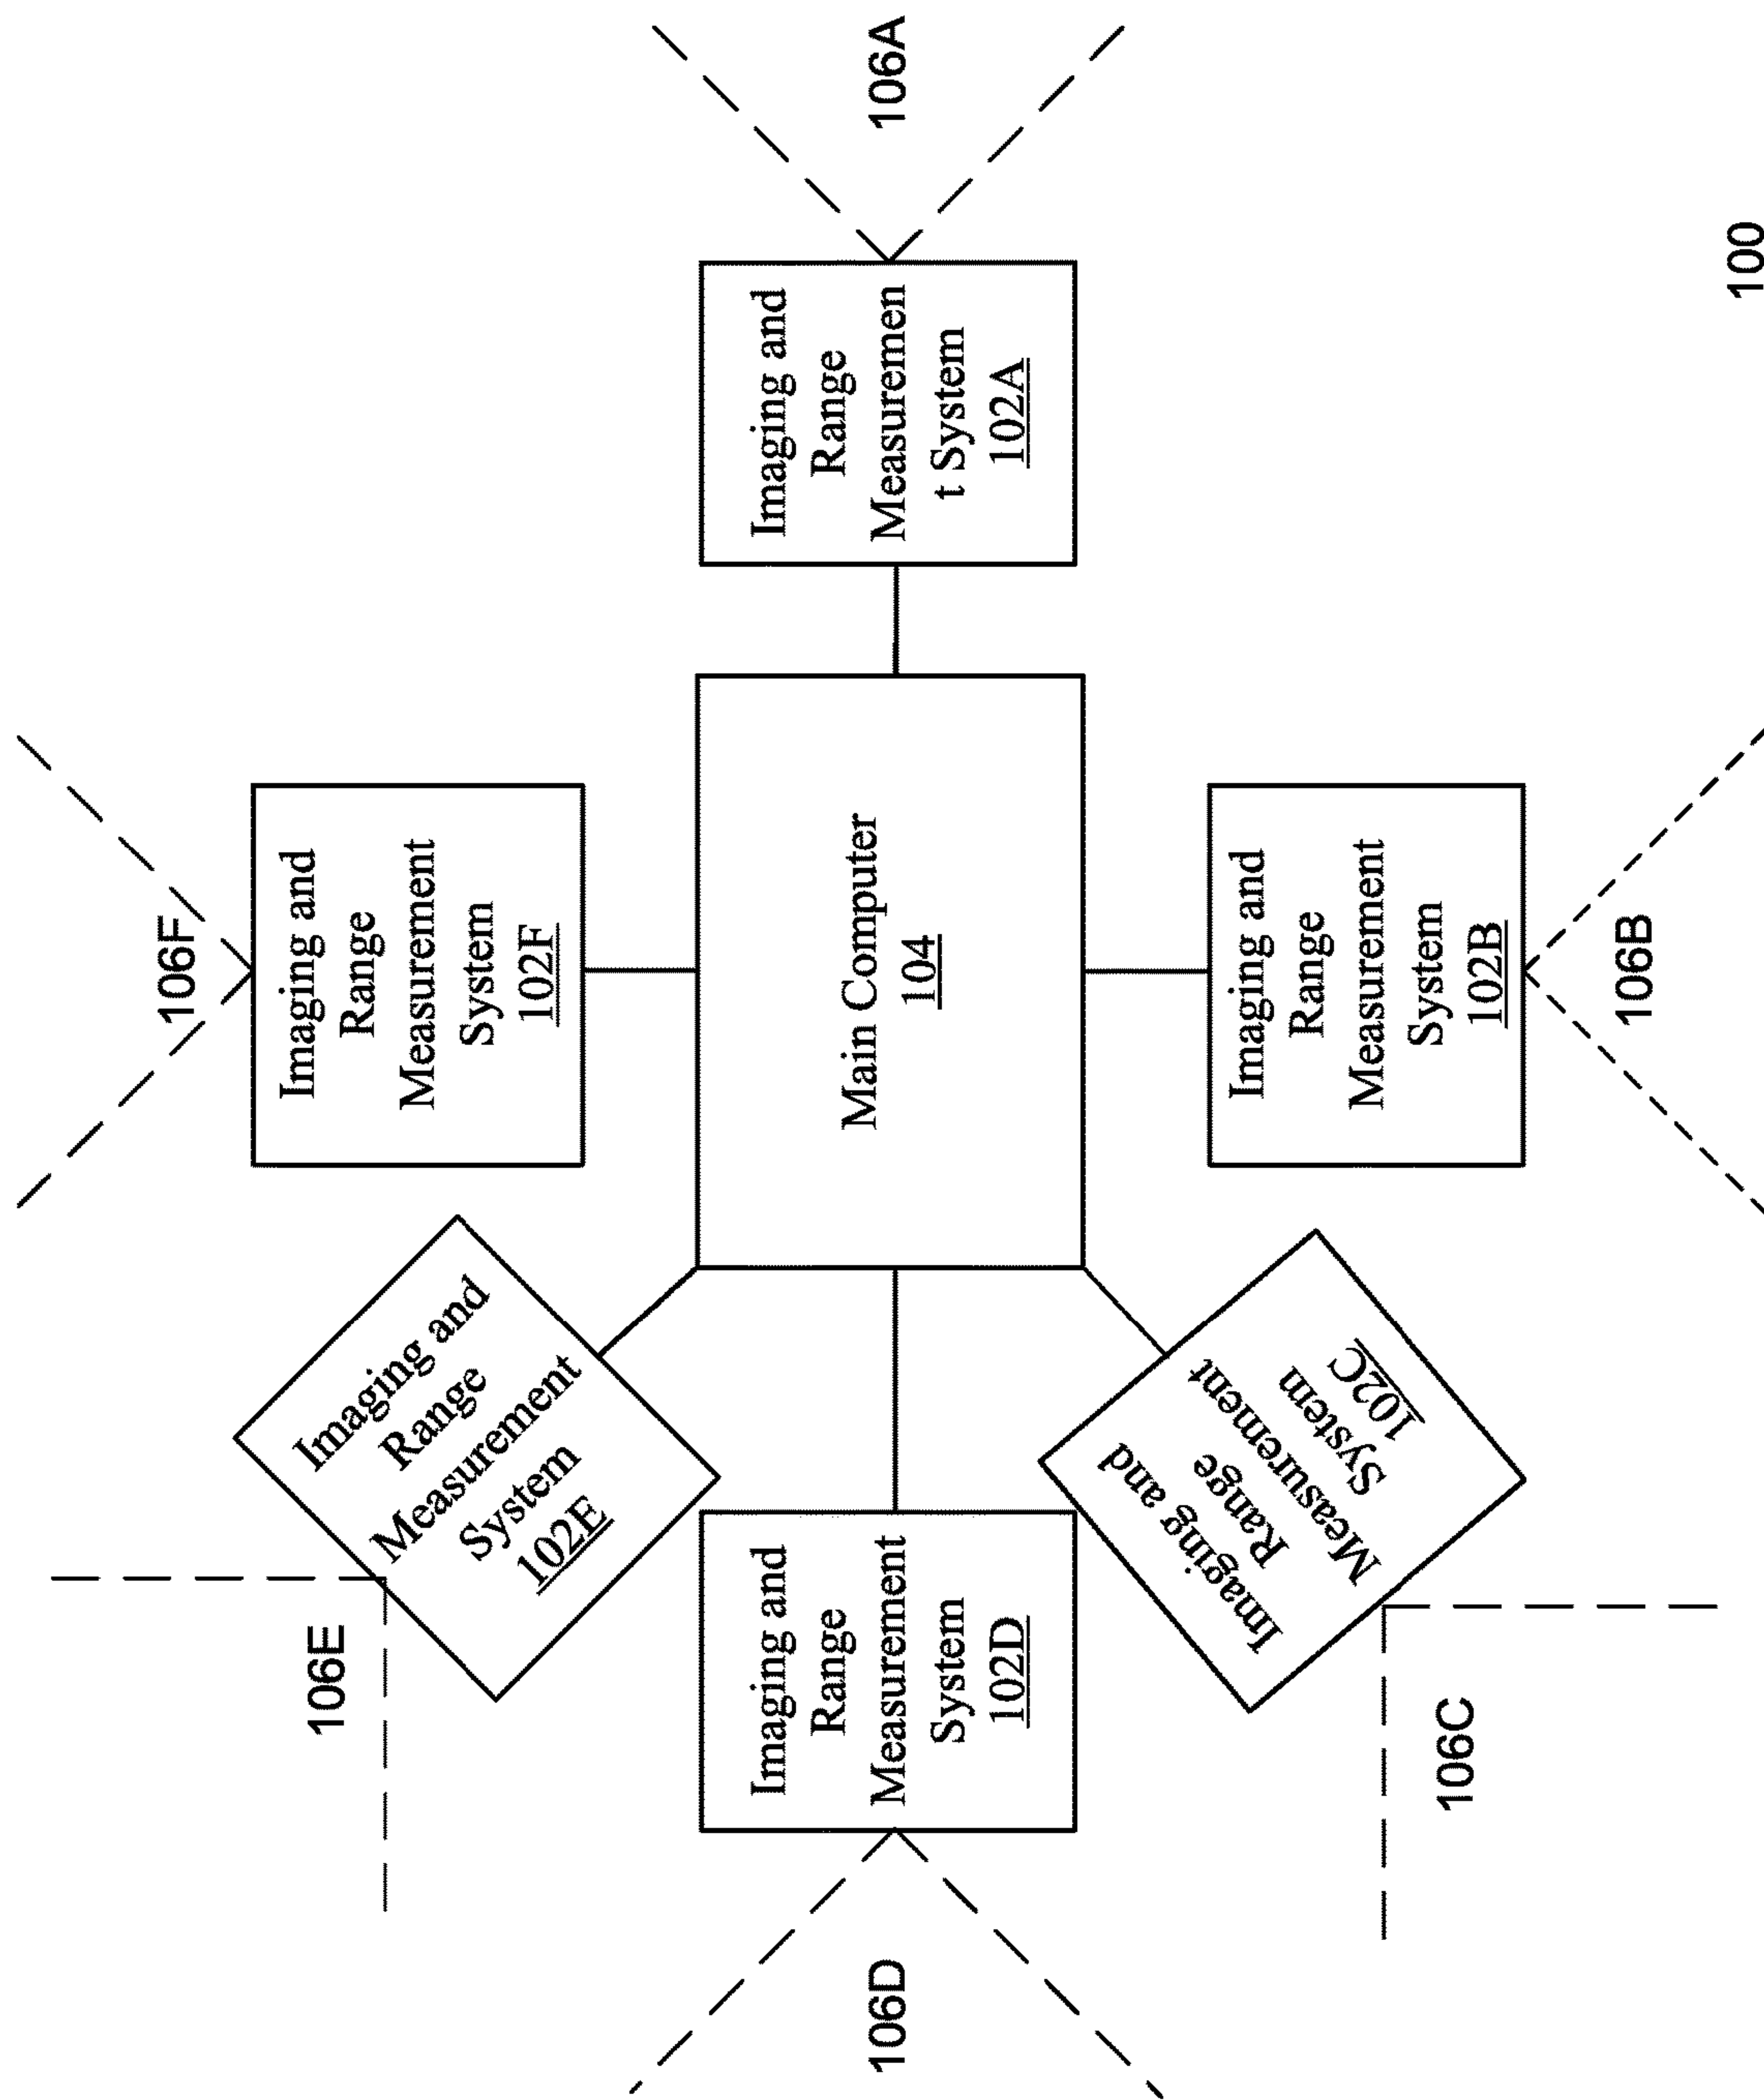 106A
Imaging and
Range
Measuremen
t System
102A
106F
Imaging and
Range
Measurement
System
102F
Main Computer
104
Imaging and
Range
Measurement
System
102B
106B
106E
Imaging and
Range
Measurement
System
102E
Imaging and
Range
Measurement
System
102D
106D
Imaging and
Range
Measurement
System
102C
106C
100